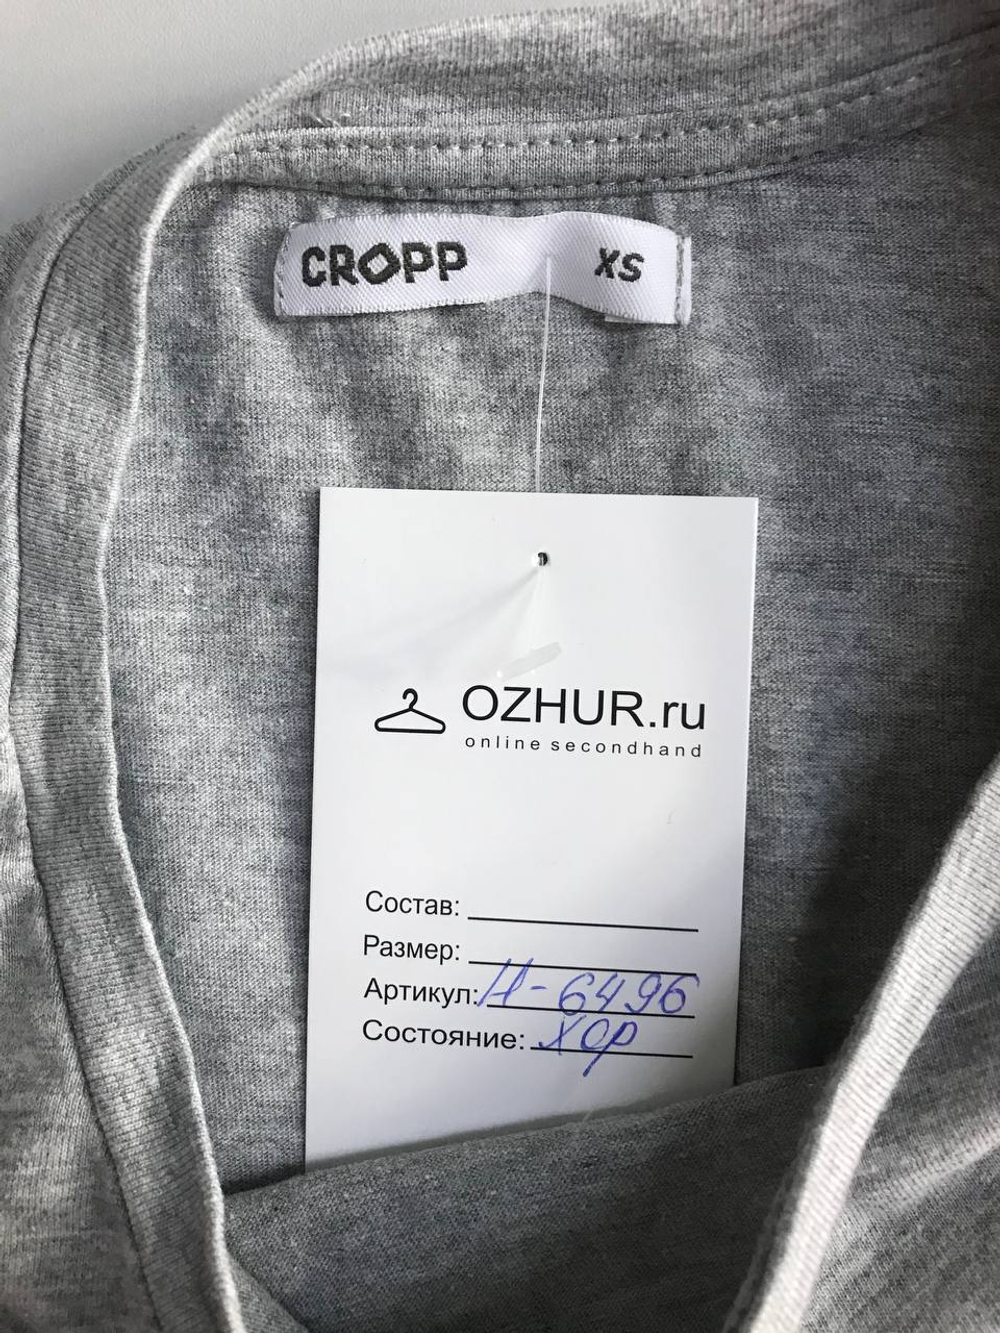 CROPP XS
OZHUR.ru
online secondhand
Состав:
Размер:
Артикул: Н-6496
Состояние: хор